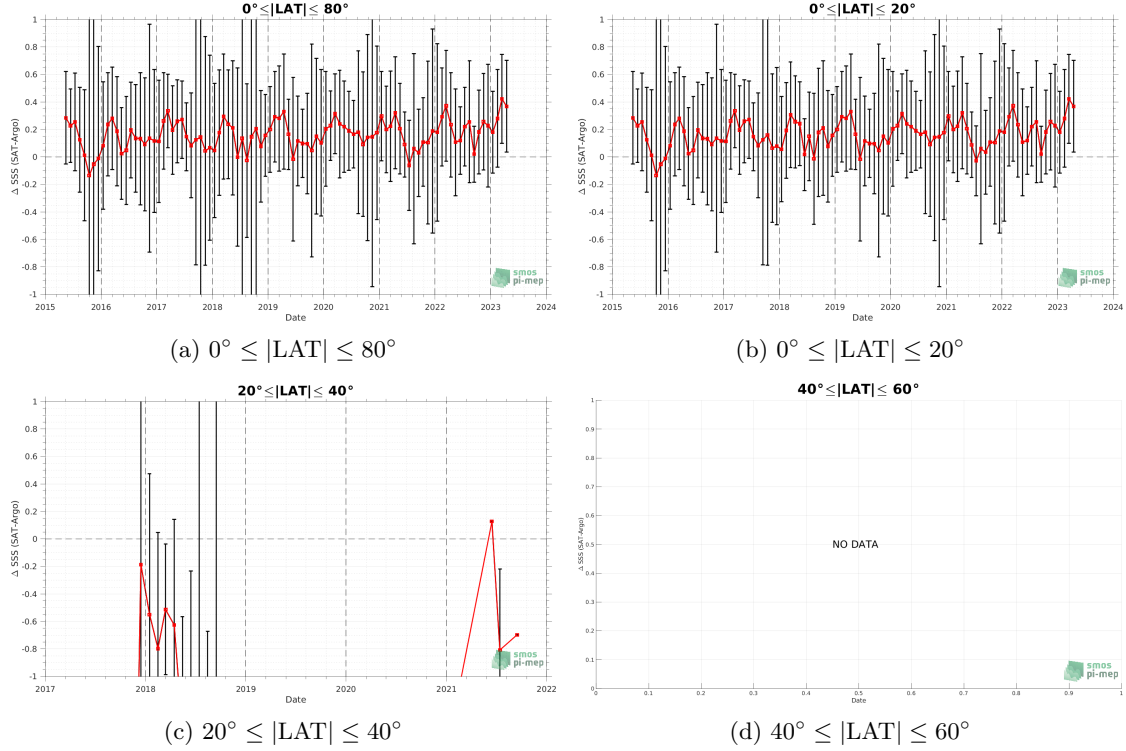 0°≤|LAT|≤ 80°
1
0.8
0.6
0.4
0.2
0
-0.2
-0.4
-0.6
-0.8
-1
Δ SSS (SAT-Argo)
2015 2016 2017 2018 2019 2020 2021 2022 2023 2024
Date
smos
pi-mep
(a) 0° ≤ |LAT| ≤ 80°
0°≤|LAT|≤ 20°
1
0.8
0.6
0.4
0.2
0
-0.2
-0.4
-0.6
-0.8
-1
Δ SSS (SAT-Argo)
2015 2016 2017 2018 2019 2020 2021 2022 2023 2024
Date
smos
pi-mep
(b) 0° ≤ |LAT| ≤ 20°
20°≤|LAT|≤ 40°
1
0.8
0.6
0.4
0.2
0
-0.2
-0.4
-0.6
-0.8
-1
Δ SSS (SAT-Argo)
2017 2018 2019 2020 2021 2022
Date
smos
pi-mep
(c) 20° ≤ |LAT| ≤ 40°
40°≤|LAT|≤ 60°
1
0.9
0.8
0.7
0.6
0.5
0.4
0.3
0.2
0.1
0
Δ SSS (SAT-Argo)
NO DATA
0 0.1 0.2 0.3 0.4 0.5 0.6 0.7 0.8 0.9 1
Date
smos
pi-mep
(d) 40° ≤ |LAT| ≤ 60°